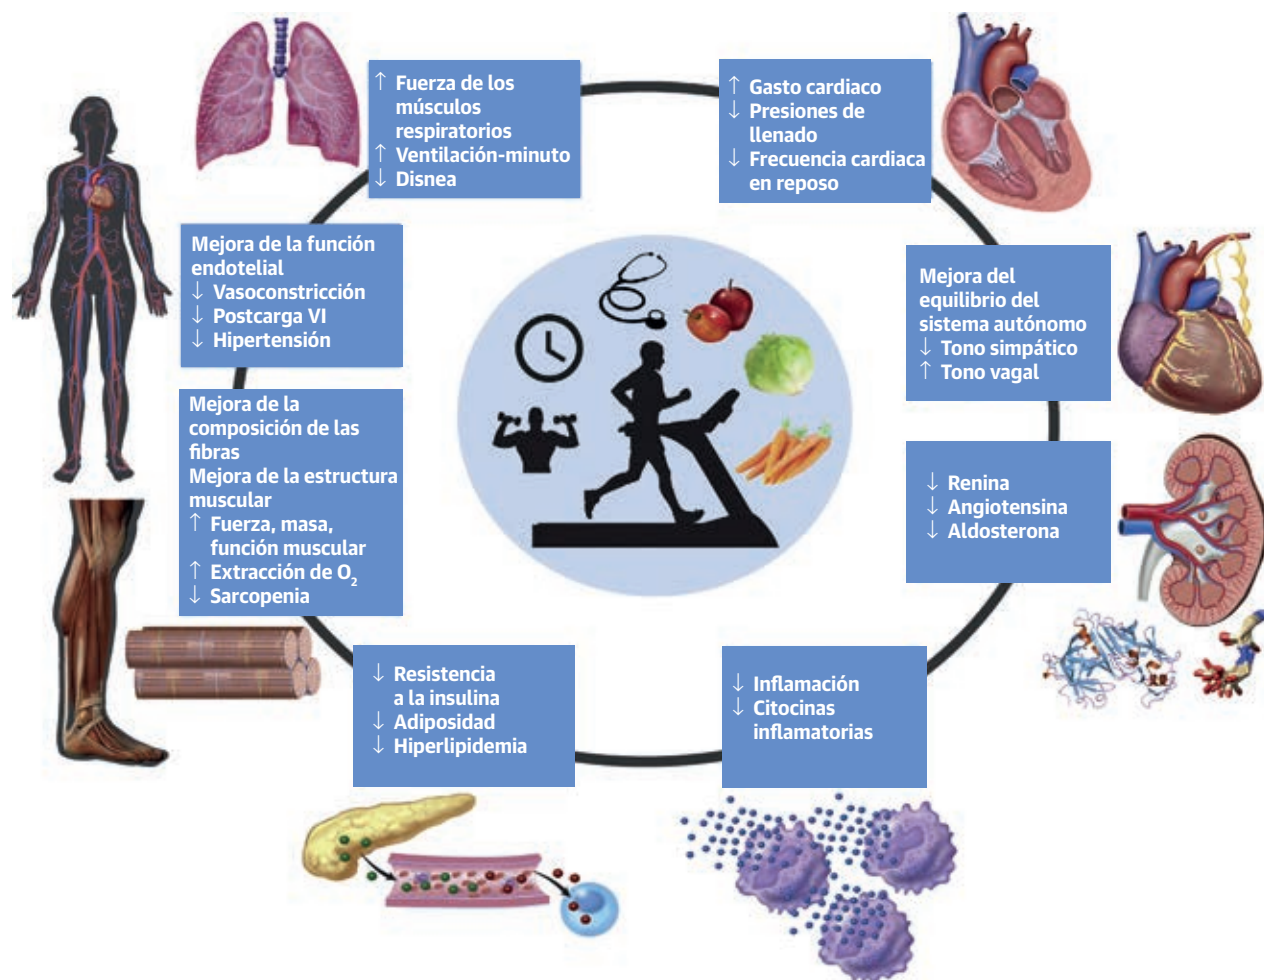 ↑ Fuerza de los
músculos
respiratorios
↑ Ventilación-minuto
↓ Disnea
↑ Gasto cardiaco
↓ Presiones de
llenado
↓ Frecuencia cardiaca
en reposo
Mejora de la función
endotelial
↓ Vasoconstricción
↓ Postcarga VI
↓ Hipertensión
Mejora del
equilibrio del
sistema autónomo
↓ Tono simpático
↑ Tono vagal
Mejora de la
composición de las
fibras
Mejora de la estructura
muscular
↑ Fuerza, masa,
función muscular
↑ Extracción de O₂
↓ Sarcopenia
↓ Renina
↓ Angiotensina
↓ Aldosterona
↓ Resistencia
a la insulina
↓ Adiposidad
↓ Hiperlipidemia
↓ Inflamación
↓ Citocinas
inflamatorias